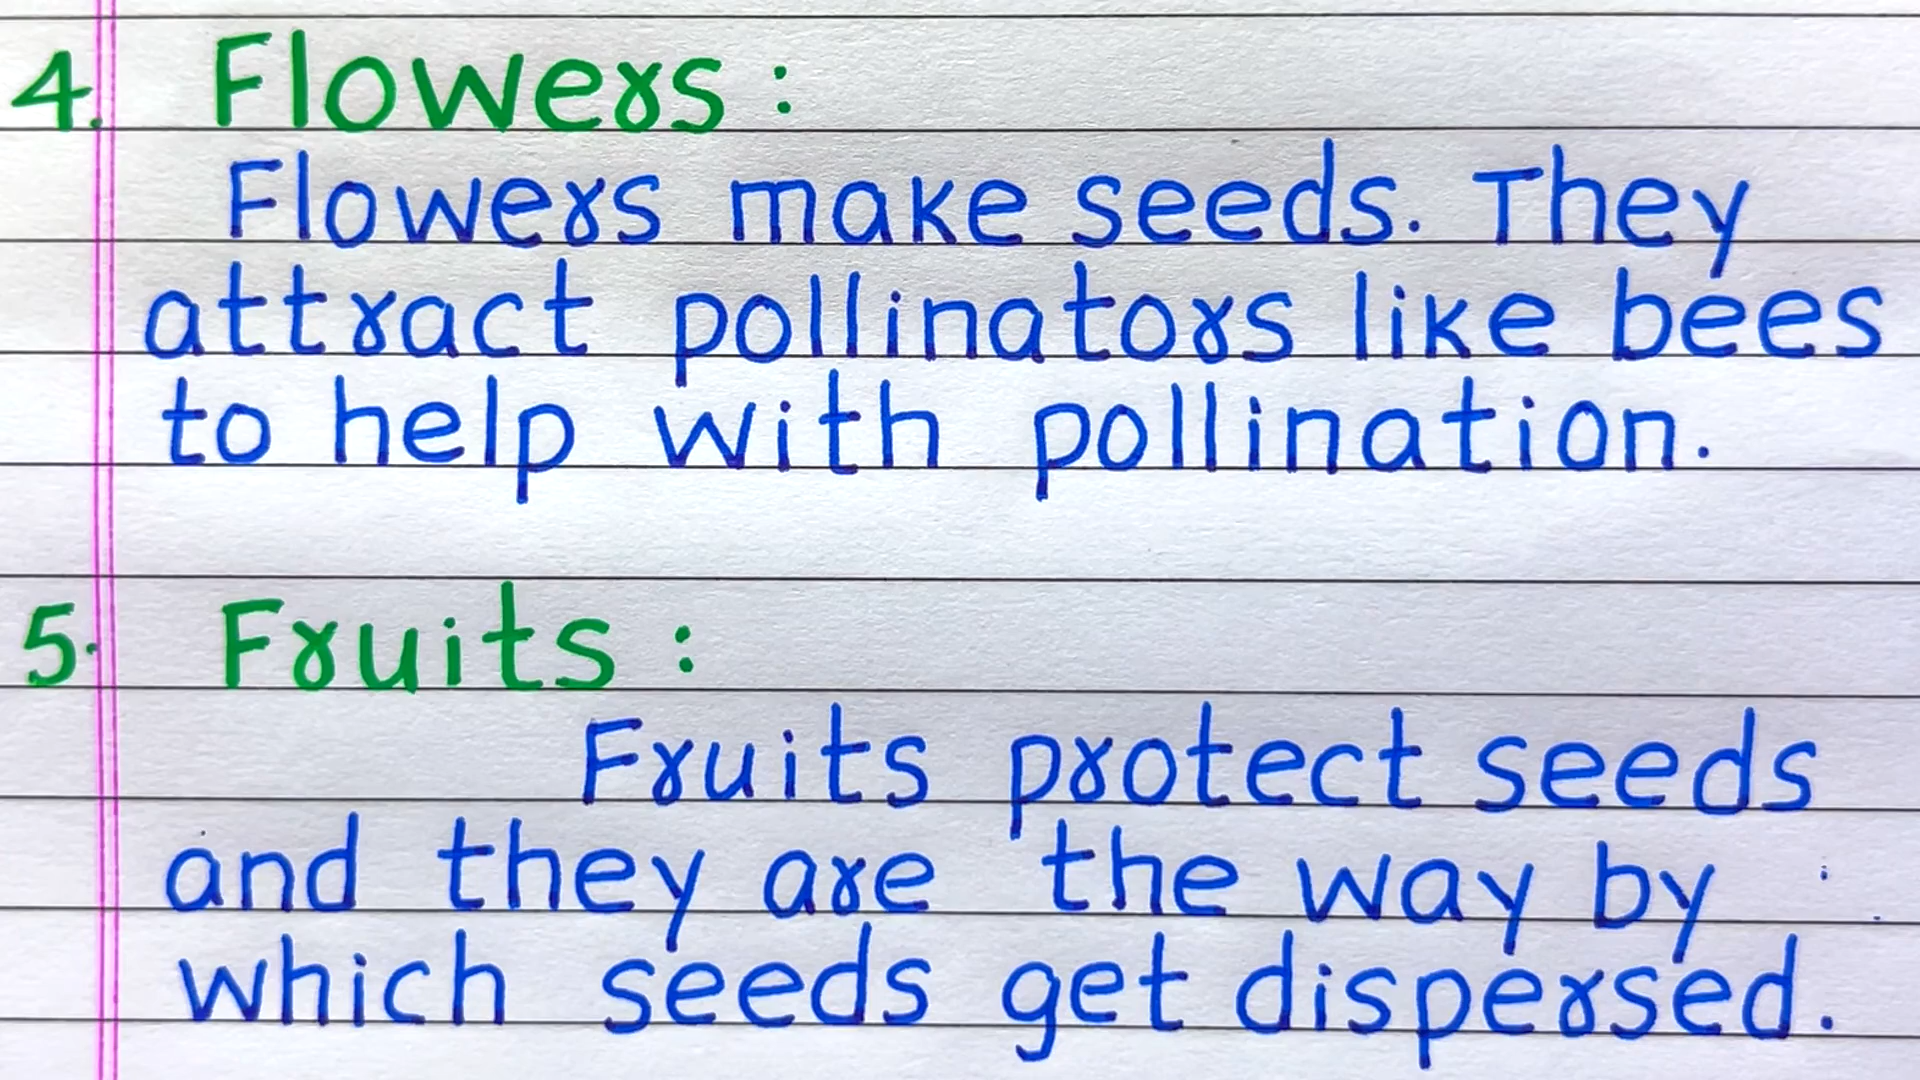 4. Flowers :
Flowers make seeds. They
attract pollinators like bees
to help with pollination.
5. Fruits :
Fruits protect seeds
and they are the way by
which seeds get dispersed.